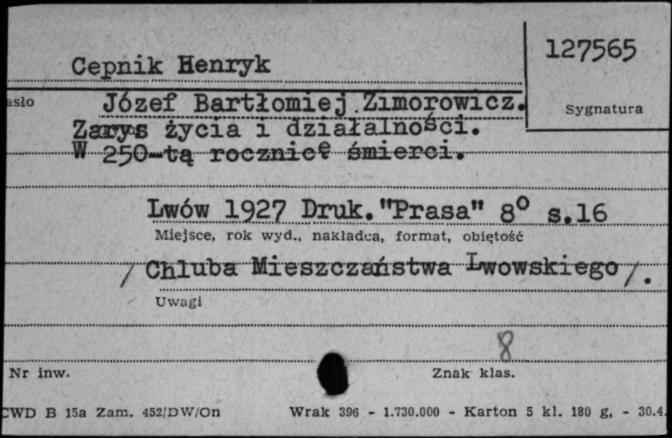 127565
Cepnik Henryk
asło
Józef Bartłomiej Zimorowicz.
Sygnatura
Zarys życia i działalności.
W 250-tą rocznicę śmierci.
Lwów 1927 Druk."Prasa" 8° s.16
Miejsce, rok wyd., nakładca, format, objętość
/Chluba Mieszczaństwa Lwowskiego/.
Uwagi
8
Nr inw.
Znak klas.
CWD B 15a Zam. 452/DW/On Wrak 396 - 1.730.000 - Karton 5 kl. 180 g, - 30.4.